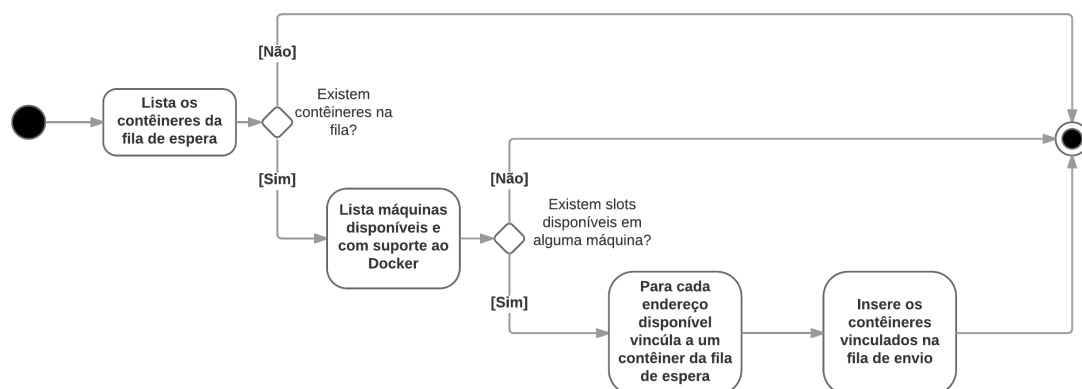 [Não]
Lista os
contêineres da
fila de espera
Existem
contêineres na
fila?
[Sim]
Lista máquinas
disponíveis e
com suporte ao
Docker
[Não]
Existem slots
disponíveis em
alguma máquina?
[Sim]
Para cada
endereço
disponível
vincúla a um
contêiner da fila
de espera
Insere os
contêineres
vinculados na
fila de envio